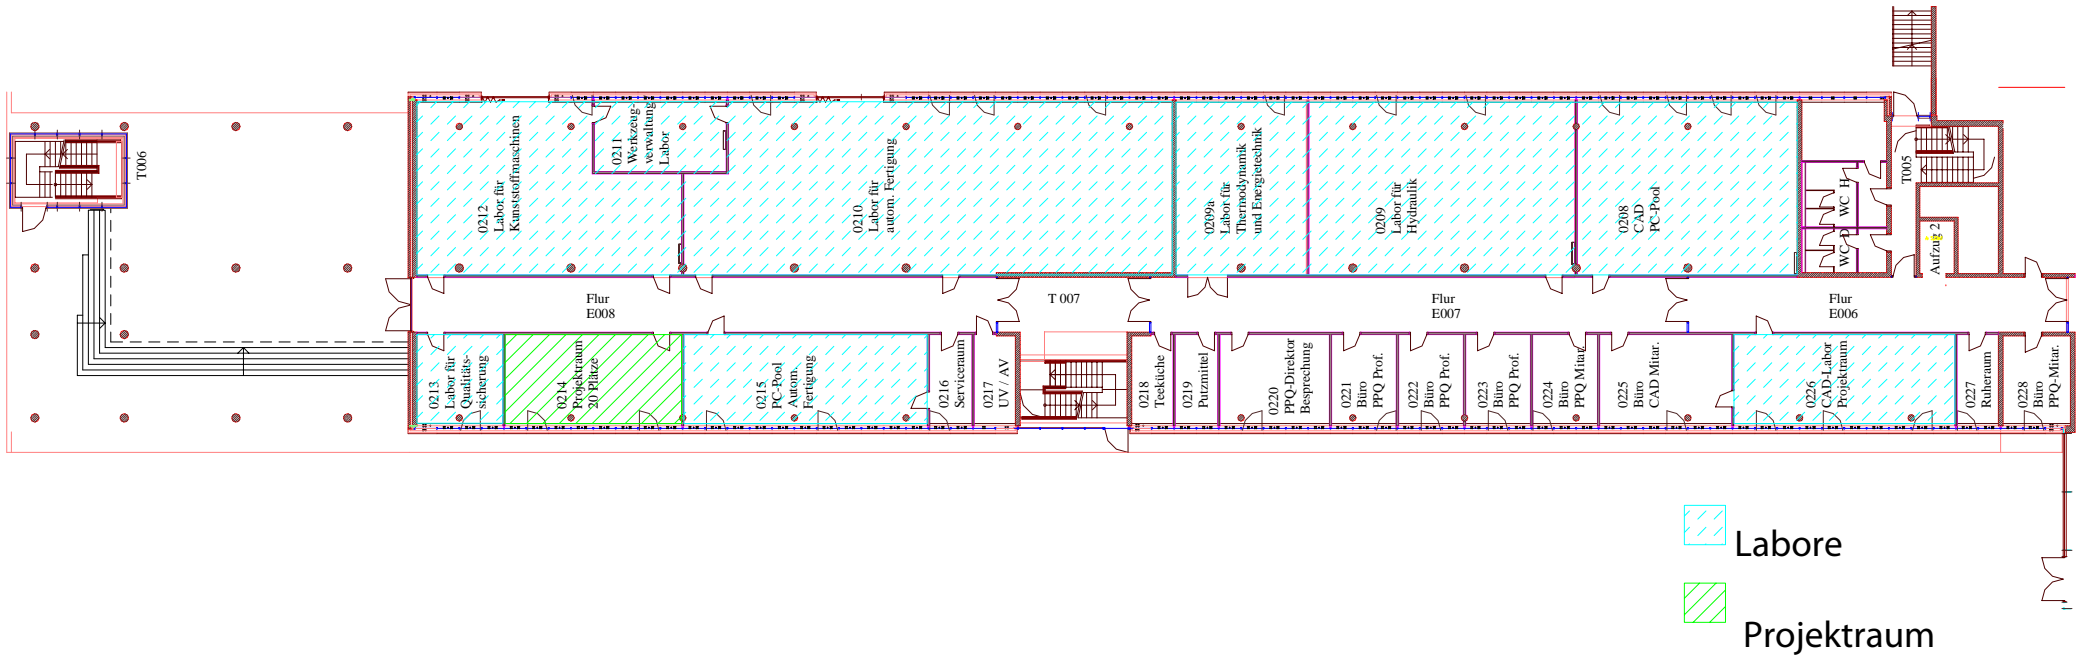 T006
0212
Labor für
Kunststoffmaschinen
0211
Werkzeug-
verwaltung
Labor
0210
Labor für
autom. Fertigung
0209a
Labor für
Thermodynamik
und Energietechnik
0209
Labor für
Hydraulik
0208
CAD
PC-Pool
WC H
WC D
T005
Aufzug 2
Flur
E008
T 007
Flur
E007
Flur
E006
0213
Labor für
Qualitäts-
sicherung
0214
Projektraum
20 Plätze
0215
PC-Pool
Autom.
Fertigung
0216
Serviceraum
0217
UV / AV
0218
Teeküche
0219
Putzmittel
0220
PPQ-Direktor
Besprechung
0221
Büro
PPQ Prof.
0222
Büro
PPQ Prof.
0223
Büro
PPQ Prof.
0224
Büro
PPQ Mitar.
0225
Büro
CAD Mitar.
0226
CAD-Labor
Projektraum
0227
Ruheraum
0228
Büro
PPQ-Mitar.
Labore
Projektraum